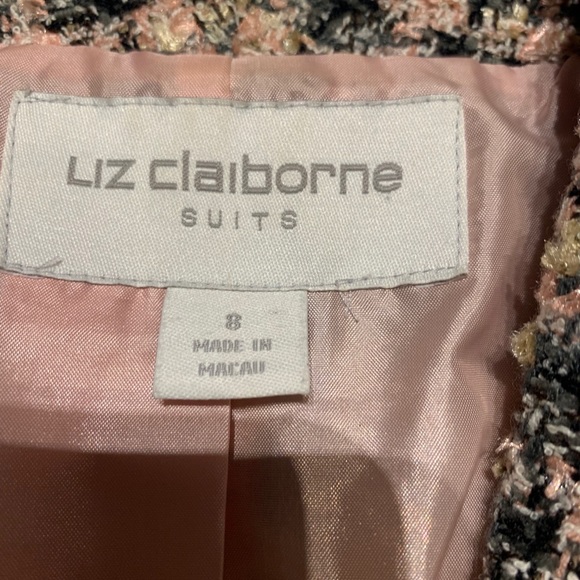 Liz claiborne
SUITS
8
MADE IN
MACAU